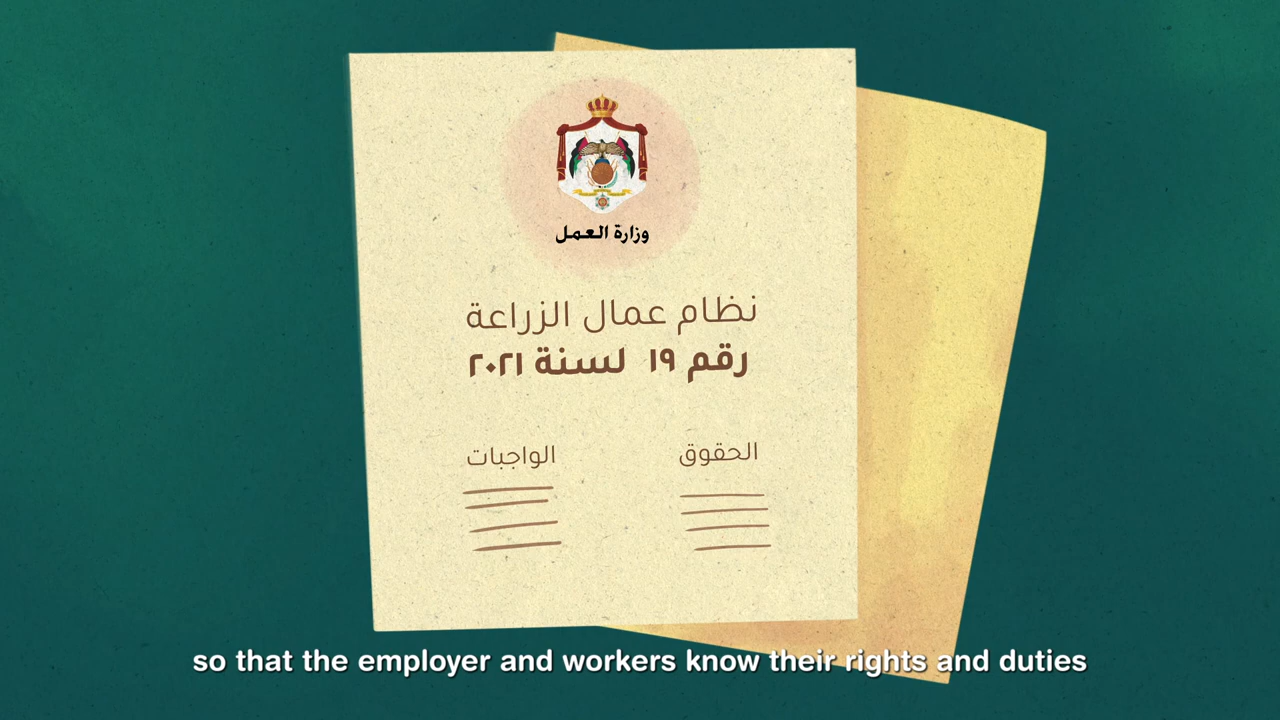 وزارة العمل
نظام عمال الزراعة
رقم ١٩ لسنة ٢٠٢١
الحقوق الواجبات
so that the employer and workers know their rights and duties